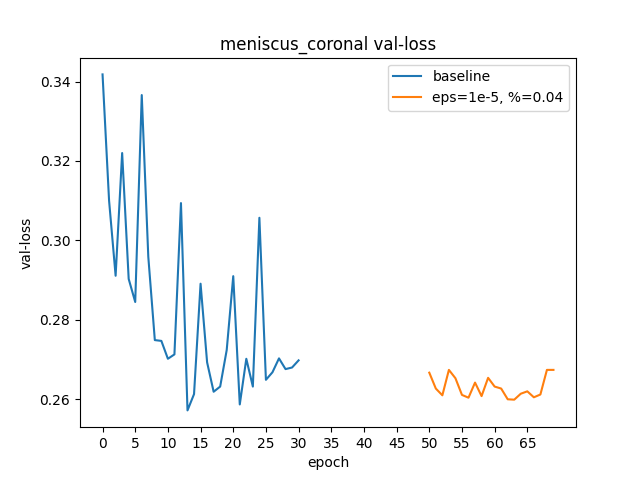 meniscus_coronal val-loss
baseline
eps=1e-5, %=0.04
val-loss
0.34
0.32
0.30
0.28
0.26
0 5 10 15 20 25 30 35 40 45 50 55 60 65
epoch